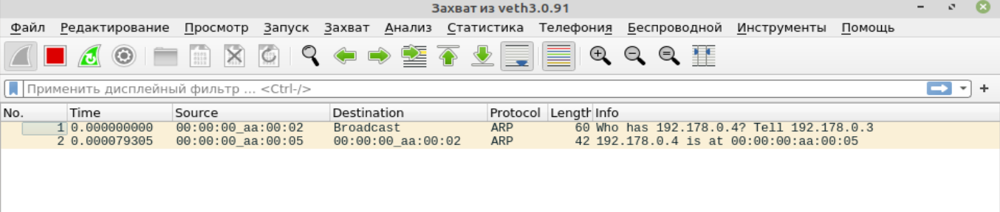 Захват из veth3.0.91
Файл Редактирование Просмотр Запуск Захват Анализ Статистика Телефония Беспроводной Инструменты Помощь
Применить дисплейный фильтр ... <Ctrl-/>
No. Time Source Destination Protocol Length Info
1 0.000000000 00:00:00_aa:00:02 Broadcast ARP 60 Who has 192.178.0.4? Tell 192.178.0.3
2 0.000079305 00:00:00_aa:00:05 00:00:00_aa:00:02 ARP 42 192.178.0.4 is at 00:00:00:aa:00:05